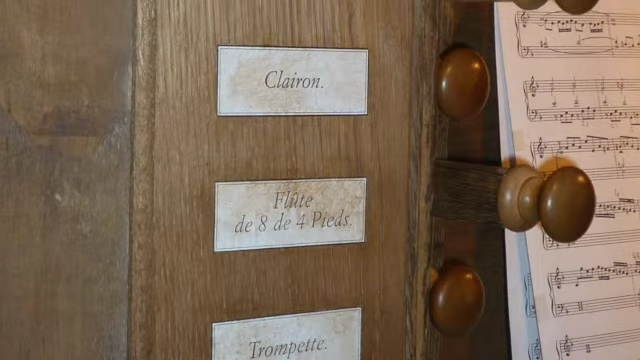 Clairon.
Flûte
de 8 de 4 Pieds.
Trompette.